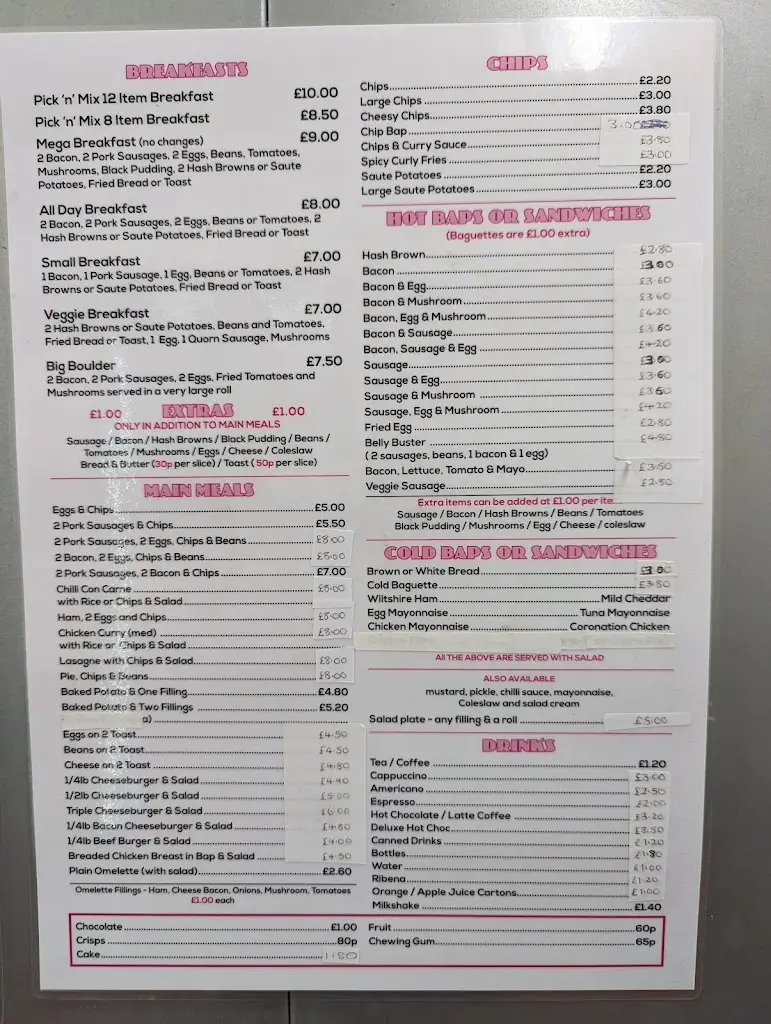 BREAKFASTS
Pick 'n' Mix 12 Item Breakfast £10.00
Pick 'n' Mix 8 Item Breakfast £8.50
Mega Breakfast (no changes) £9.00
2 Bacon, 2 Pork Sausages, 2 Eggs, Beans, Tomatoes,
Mushrooms, Black Pudding, 2 Hash Browns or Saute
Potatoes, Fried Bread or Toast
All Day Breakfast £8.00
2 Bacon, 2 Pork Sausages, 2 Eggs, Beans or Tomatoes, 2
Hash Browns or Saute Potatoes, Fried Bread or Toast
Small Breakfast £7.00
1 Bacon, 1 Pork Sausage, 1 Egg, Beans or Tomatoes, 2 Hash
Browns or Saute Potatoes, Fried Bread or Toast
Veggie Breakfast £7.00
2 Hash Browns or Saute Potatoes, Beans and Tomatoes,
Fried Bread or Toast, 1 Egg, 1 Quorn Sausage, Mushrooms
Big Boulder £7.50
2 Bacon, 2 Pork Sausages, 2 Eggs, Fried Tomatoes and
Mushrooms served in a very large roll
£1.00 EXTRAS £1.00
ONLY IN ADDITION TO MAIN MEALS
Sausage / Bacon / Hash Browns / Black Pudding / Beans /
Tomatoes / Mushrooms / Eggs / Cheese / Coleslaw
Bread & Butter (30p per slice) / Toast ( 50p per slice)
MAIN MEALS
Eggs & Chips £5.00
2 Pork Sausages & Chips £5.50
2 Pork Sausages, 2 Eggs, Chips & Beans £8.00
2 Bacon, 2 Eggs, Chips & Beans £8.00
2 Pork Sausages, 2 Bacon & Chips £7.00
Chilli Con Carne £8.00
with Rice or Chips & Salad
Ham, 2 Eggs and Chips £8.00
Chicken Curry (med) £8.00
with Rice or Chips & Salad
Lasagne with Chips & Salad £8.00
Pie, Chips & Beans £8.00
Baked Potato & One Filling £4.80
Baked Potato & Two Fillings £5.20
a)
Eggs on 2 Toast £4.50
Beans on 2 Toast £4.50
Cheese on 2 Toast £4.80
1/4lb Cheeseburger & Salad £4.40
1/2lb Cheeseburger & Salad £5.00
Triple Cheeseburger & Salad £6.00
1/4lb Bacon Cheeseburger & Salad £4.80
1/4lb Beef Burger & Salad £4.00
Breaded Chicken Breast in Bap & Salad £4.50
Plain Omelette (with salad) £2.60
Omelette Fillings - Ham, Cheese Bacon, Onions, Mushroom, Tomatoes
£1.00 each
CHIPS
Chips £2.20
Large Chips £3.00
Cheesy Chips £3.80
Chip Bap 3.00
Chips & Curry Sauce £3.80
Spicy Curly Fries £3.00
Saute Potatoes £2.20
Large Saute Potatoes £3.00
HOT BAPS OR SANDWICHES
(Baguettes are £1.00 extra)
Hash Brown £2.80
Bacon £3.00
Bacon & Egg £3.60
Bacon & Mushroom £3.60
Bacon, Egg & Mushroom £4.20
Bacon & Sausage £3.60
Bacon, Sausage & Egg £4.20
Sausage £3.00
Sausage & Egg £3.60
Sausage & Mushroom £3.60
Sausage, Egg & Mushroom £4.20
Fried Egg £2.80
Belly Buster £4.80
( 2 sausages, beans, 1 bacon & 1 egg)
Bacon, Lettuce, Tomato & Mayo £3.50
Veggie Sausage £2.80
Extra items can be added at £1.00 per ite
Sausage / Bacon / Hash Browns / Beans / Tomatoes
Black Pudding / Mushrooms / Egg / Cheese / coleslaw
COLD BAPS OR SANDWICHES
Brown or White Bread £3.00
Cold Baguette £3.80
Wiltshire Ham Mild Cheddar
Egg Mayonnaise Tuna Mayonnaise
Chicken Mayonnaise Coronation Chicken
All THE ABOVE ARE SERVED WITH SALAD
ALSO AVAILABLE
mustard, pickle, chilli sauce, mayonnaise,
Coleslaw and salad cream
Salad plate - any filling & a roll £5.00
DRINKS
Tea / Coffee £1.20
Cappuccino £3.00
Americano £2.50
Espresso £2.00
Hot Chocolate / Latte Coffee £3.20
Deluxe Hot Choc £3.50
Canned Drinks £1.20
Bottles £1.80
Water £1.00
Ribena £1.20
Orange / Apple Juice Cartons £1.00
Milkshake £1.40
Chocolate £1.00
Crisps 80p
Cake 1.80
Fruit 60p
Chewing Gum 65p